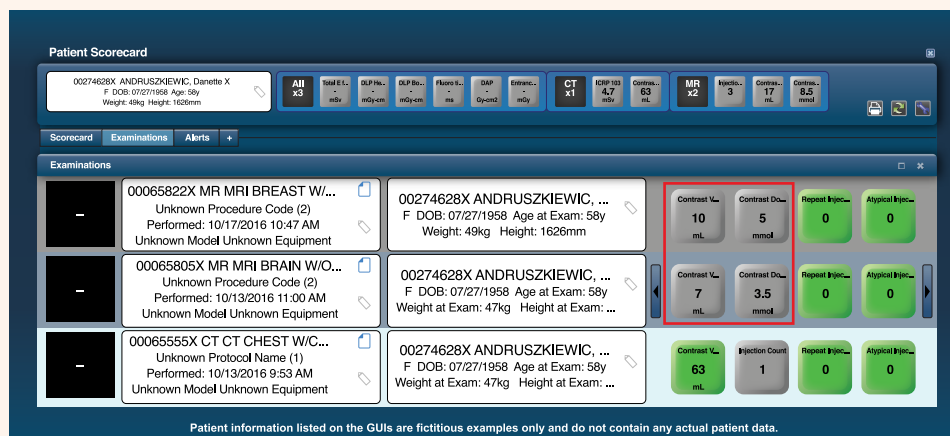 Patient Scorecard
00274628X ANDRUSZKIEWIC, Danette X
F DOB: 07/27/1958 Age: 58y
Weight: 49kg Height: 1626mm
All
x3
Total E f...
-
mSv
DLP He...
-
mGy-cm
DLP Bo...
-
mGy-cm
Fluoro ti...
-
ms
DAP
-
Gy-cm2
Entranc...
-
mGy
CT
x1
ICRP 103
4.7
mSv
Contras...
63
mL
MR
x2
Injectio...
3
Contras...
17
mL
Contras...
8.5
mmol
Scorecard Examinations Alerts +
Examinations
-
00065822X MR MRI BREAST W/...
Unknown Procedure Code (2)
Performed: 10/17/2016 10:47 AM
Unknown Model Unknown Equipment
00274628X ANDRUSZKIEWIC, ...
F DOB: 07/27/1958 Age at Exam: 58y
Weight: 49kg Height: 1626mm
Contrast V...
10
mL
Contrast Do...
5
mmol
Repeat Injec...
0
Atypical Injec...
0
-
00065805X MR MRI BRAIN W/O...
Unknown Procedure Code (2)
Performed: 10/13/2016 11:00 AM
Unknown Model Unknown Equipment
00274628X ANDRUSZKIEWIC, ...
F DOB: 07/27/1958 Age at Exam: 58y
Weight at Exam: 47kg Height at Exam: ...
Contrast V...
7
mL
Contrast Do...
3.5
mmol
Repeat Injec...
0
Atypical Injec...
0
-
00065555X CT CT CHEST W/C...
Unknown Protocol Name (1)
Performed: 10/13/2016 9:53 AM
Unknown Model Unknown Equipment
00274628X ANDRUSZKIEWIC, ...
F DOB: 07/27/1958 Age at Exam: 58y
Weight at Exam: 47kg Height at Exam: ...
Contrast V...
63
mL
Injection Count
1
Repeat Injec...
0
Atypical Injec...
0
Patient information listed on the GUIs are fictitious examples only and do not contain any actual patient data.